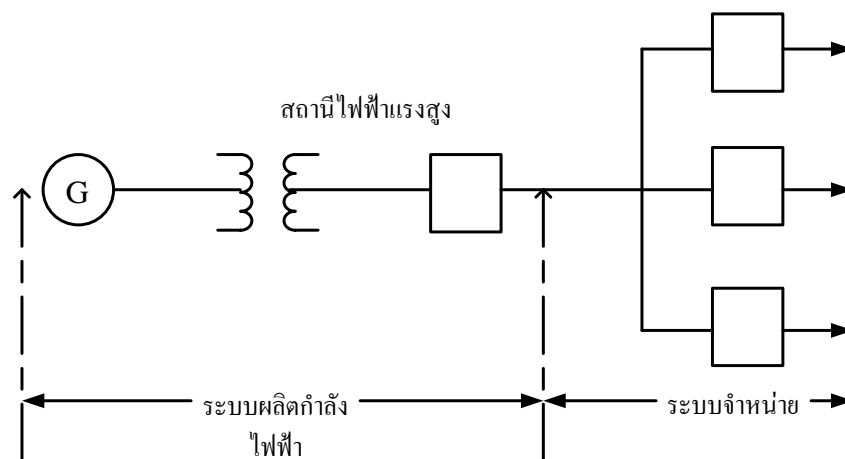 สถานีไฟฟ้าแรงสูง
G
ระบบผลิตกำลัง
ไฟฟ้า
ระบบจำหน่าย